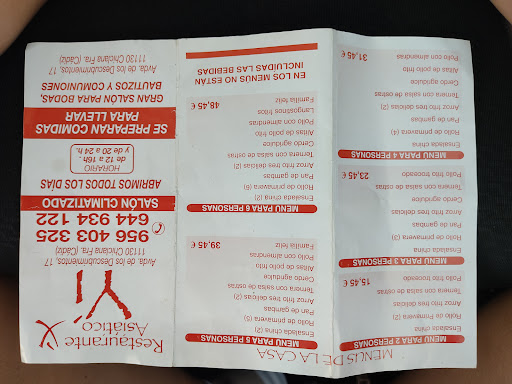 Restaurante
Asiático
Yi
Avda. de los Descubrimientos, 17
11130 Chiclana Fra. (Cádiz)
956 403 325
644 934 122
SALÓN CLIMATIZADO
ABRIMOS TODOS LOS DÍAS
HORARIO
de 12 a 16h.
y de 20 a 24 h.
SE PREPARAN COMIDAS
PARA LLEVAR
GRAN SALÓN PARA BODAS,
BAUTIZOS Y COMUNIONES
Avda. de los Descubrimientos, 17
11130 Chiclana Fra. (Cádiz)
MENUS DE LA CASA
MENU PARA 2 PERSONAS
Ensalada china
Rollo de primavera (2)
Arroz frito tres delicias
Ternera con salsa de ostras
Pollo troceado
15,45 €
MENU PARA 3 PERSONAS
Ensalada china
Rollo de primavera (3)
Pan de gambas
Arroz frito tres delicias
Cerdo agridulce
Ternera con salsa de ostras
Pollo troceado
23,45 €
MENU PARA 4 PERSONAS
Ensalada china
Rollo de primavera (4)
Pan de gambas
Arroz frito tres delicias (2)
Ternera con salsa de ostras
Cerdo agridulce
Alitas de pollo frito
Pollo con almendras
31,45 €
MENU PARA 5 PERSONAS
Ensalada china (2)
Rollo de primavera (5)
Pan de gambas
Arroz frito tres delicias (2)
Ternera con salsa de ostras
Cerdo agridulce
Alitas de pollo frito
Pollo con almendras
Familia feliz
39,45 €
MENU PARA 6 PERSONAS
Ensalada china (2)
Rollo de primavera (6)
Pan de gambas
Arroz frito tres delicias (2)
Ternera con salsa de ostras
Cerdo agridulce
Alitas de pollo frito
Pollo con almendras
Langostinos fritos
Familia feliz
48,45 €
EN LOS MENUS NO ESTÁN
INCLUIDAS LAS BEBIDAS